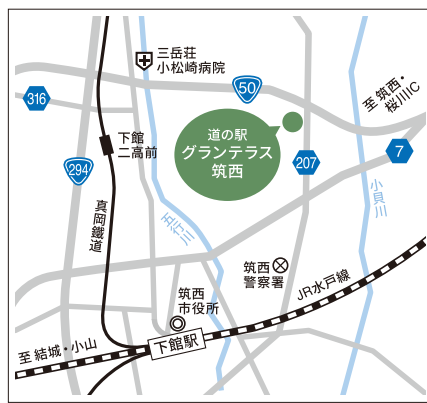 三岳荘
小松崎病院
50
至 筑西・
桜川IC
316
道の駅
グランテラス
筑西
下館
二高前
7
207
294
小貝川
真岡鐵道
五行川
筑西
警察署
JR水戸線
筑西
市役所
下館駅
至 結城・小山